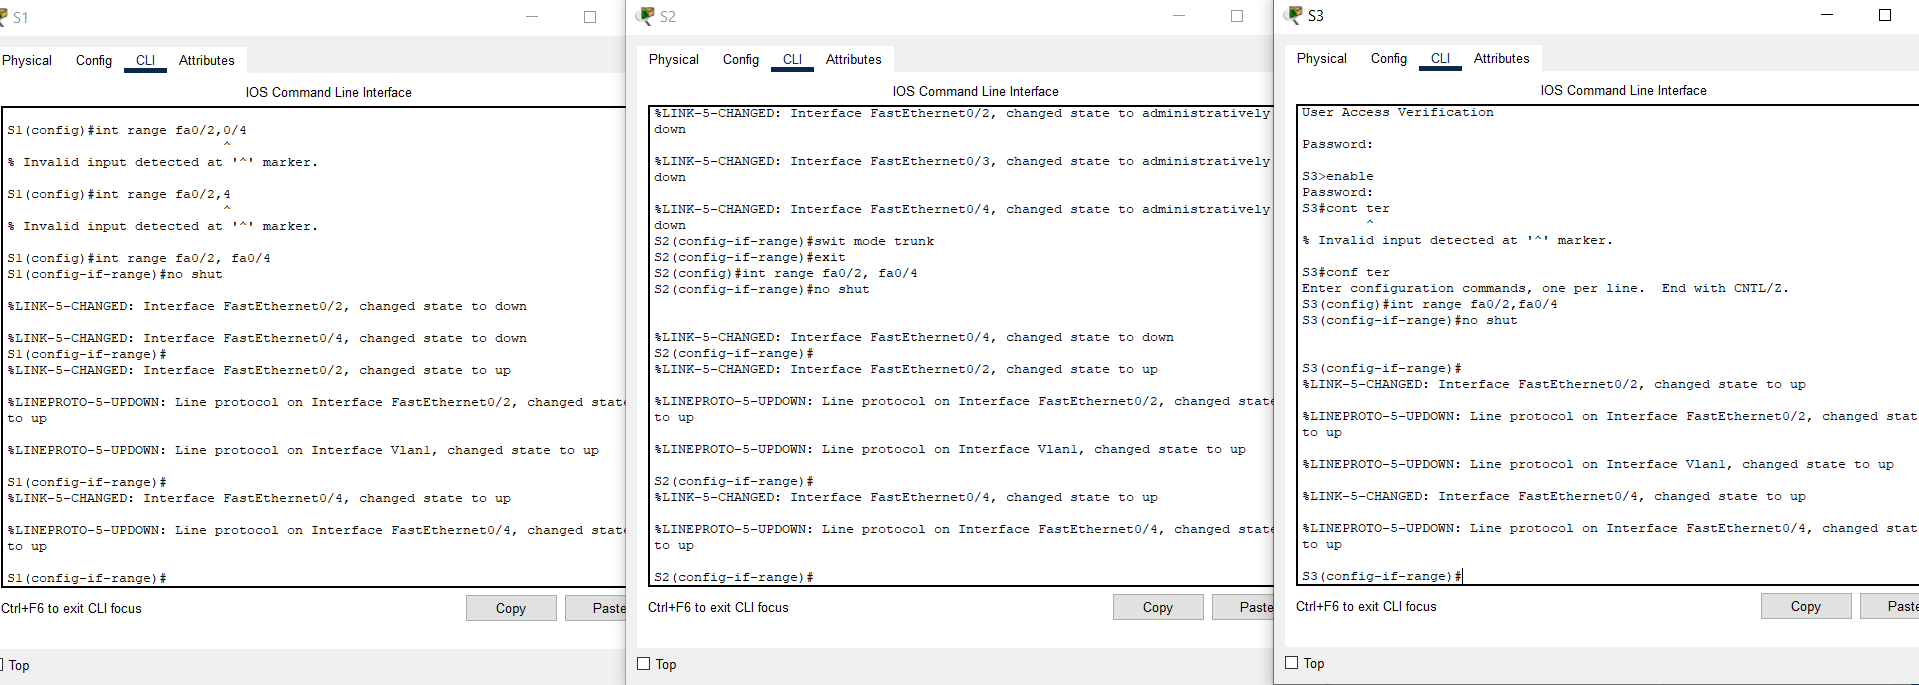 S1
Physical Config CLI Attributes
IOS Command Line Interface
S1(config)#int range fa0/2,0/4
^
% Invalid input detected at '^' marker.
S1(config)#int range fa0/2,4
^
% Invalid input detected at '^' marker.
S1(config)#int range fa0/2, fa0/4
S1(config-if-range)#no shut
%LINK-5-CHANGED: Interface FastEthernet0/2, changed state to down
%LINK-5-CHANGED: Interface FastEthernet0/4, changed state to down
S1(config-if-range)#
%LINK-5-CHANGED: Interface FastEthernet0/2, changed state to up
%LINEPROTO-5-UPDOWN: Line protocol on Interface FastEthernet0/2, changed state
to up
%LINEPROTO-5-UPDOWN: Line protocol on Interface Vlan1, changed state to up
S1(config-if-range)#
%LINK-5-CHANGED: Interface FastEthernet0/4, changed state to up
%LINEPROTO-5-UPDOWN: Line protocol on Interface FastEthernet0/4, changed state
to up
S1(config-if-range)#
Ctrl+F6 to exit CLI focus
Copy Paste
Top
S2
Physical Config CLI Attributes
IOS Command Line Interface
%LINK-5-CHANGED: Interface FastEthernet0/2, changed state to administratively
down
%LINK-5-CHANGED: Interface FastEthernet0/3, changed state to administratively
down
%LINK-5-CHANGED: Interface FastEthernet0/4, changed state to administratively
down
S2(config-if-range)#swit mode trunk
S2(config-if-range)#exit
S2(config)#int range fa0/2, fa0/4
S2(config-if-range)#no shut
%LINK-5-CHANGED: Interface FastEthernet0/4, changed state to down
S2(config-if-range)#
%LINK-5-CHANGED: Interface FastEthernet0/2, changed state to up
%LINEPROTO-5-UPDOWN: Line protocol on Interface FastEthernet0/2, changed state
to up
%LINEPROTO-5-UPDOWN: Line protocol on Interface Vlan1, changed state to up
S2(config-if-range)#
%LINK-5-CHANGED: Interface FastEthernet0/4, changed state to up
%LINEPROTO-5-UPDOWN: Line protocol on Interface FastEthernet0/4, changed state
to up
S2(config-if-range)#
Ctrl+F6 to exit CLI focus
Copy Paste
Top
S3
Physical Config CLI Attributes
IOS Command Line Interface
User Access Verification
Password:
S3>enable
Password:
S3#cont ter
^
% Invalid input detected at '^' marker.
S3#conf ter
Enter configuration commands, one per line. End with CNTL/Z.
S3(config)#int range fa0/2,fa0/4
S3(config-if-range)#no shut
S3(config-if-range)#
%LINK-5-CHANGED: Interface FastEthernet0/2, changed state to up
%LINEPROTO-5-UPDOWN: Line protocol on Interface FastEthernet0/2, changed stat
to up
%LINEPROTO-5-UPDOWN: Line protocol on Interface Vlan1, changed state to up
%LINK-5-CHANGED: Interface FastEthernet0/4, changed state to up
%LINEPROTO-5-UPDOWN: Line protocol on Interface FastEthernet0/4, changed stat
to up
S3(config-if-range)#
Ctrl+F6 to exit CLI focus
Copy Paste
Top